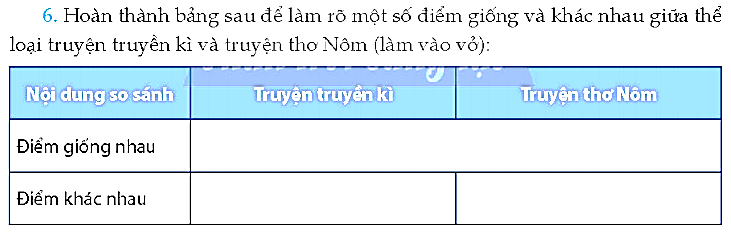 6. Hoàn thành bảng sau để làm rõ một số điểm giống và khác nhau giữa thể
loại truyện truyền kì và truyện thơ Nôm (làm vào vở):
Nội dung so sánh Truyện truyền kì Truyện thơ Nôm
Điểm giống nhau
Điểm khác nhau